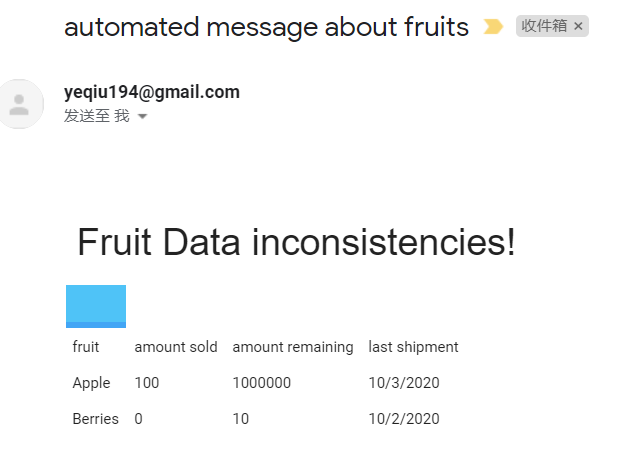 automated message about fruits 收件箱 ×
yeqiu194@gmail.com
发送至 我
Fruit Data inconsistencies!
fruit amount sold amount remaining last shipment
Apple 100 1000000 10/3/2020
Berries 0 10 10/2/2020